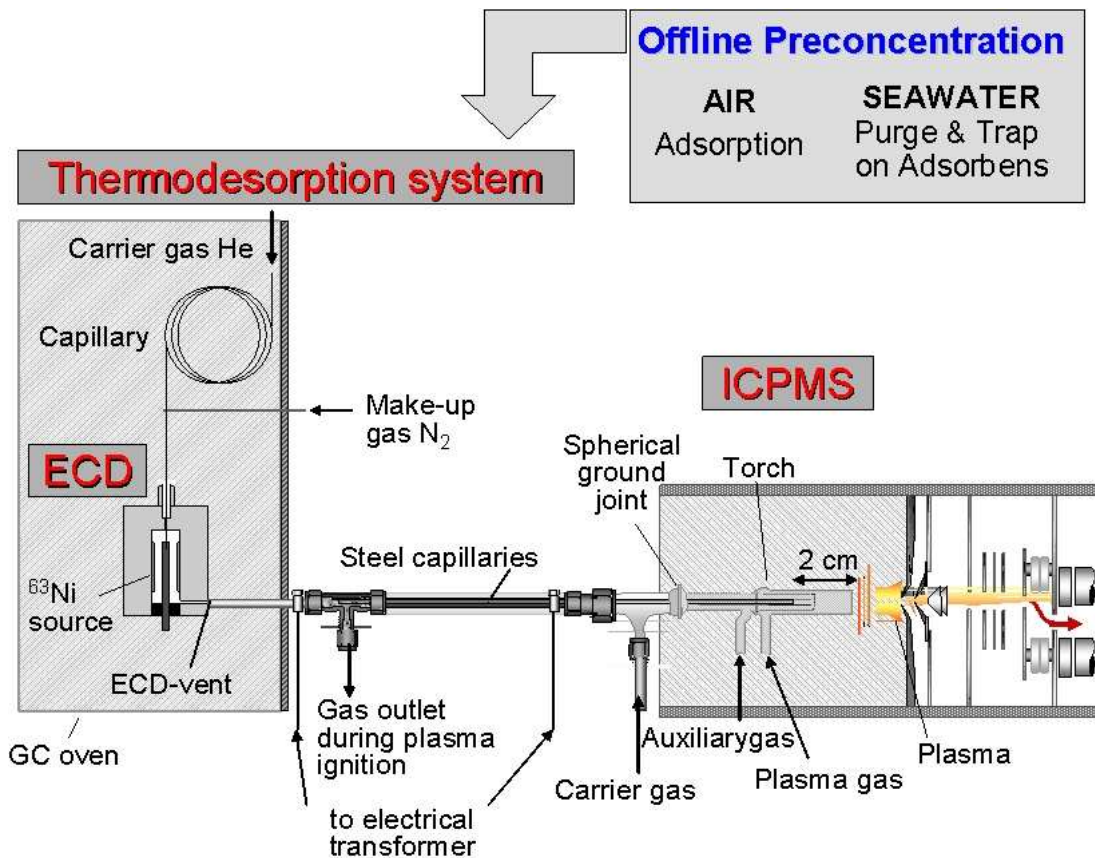 Offline Preconcentration
AIR
Adsorption
SEAWATER
Purge & Trap
on Adsorbens
Thermodesorption system
Carrier gas He
Capillary
Make-up
gas N₂
ECD
⁶³Ni
source
ECD-vent
GC oven
Steel capillaries
Gas outlet
during plasma
ignition
to electrical
transformer
ICPMS
Spherical
ground
joint
Torch
2 cm
Carrier gas
Auxiliarygas
Plasma gas
Plasma